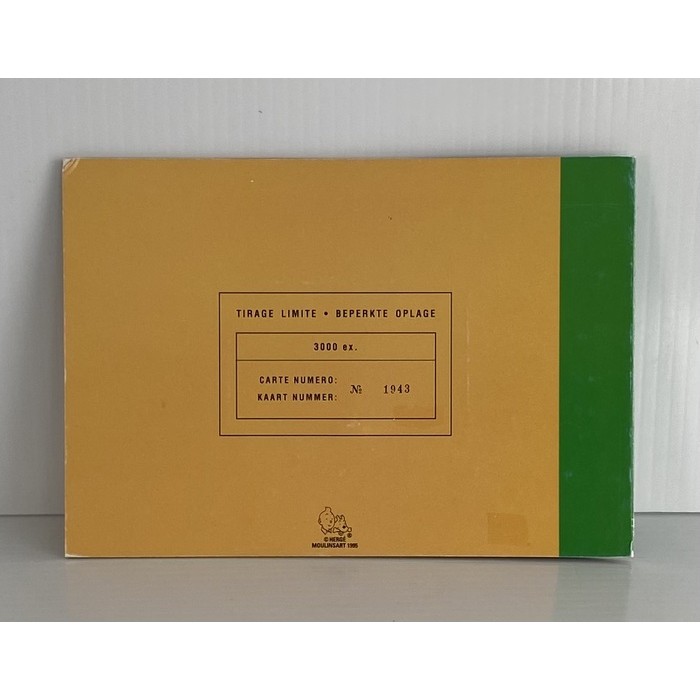 TIRAGE LIMITE • BEPERKTE OPLAGE
3000 ex.
CARTE NUMERO:
KAART NUMMER:
№ 1943
© HERGÉ ®
MOULINSART 1995